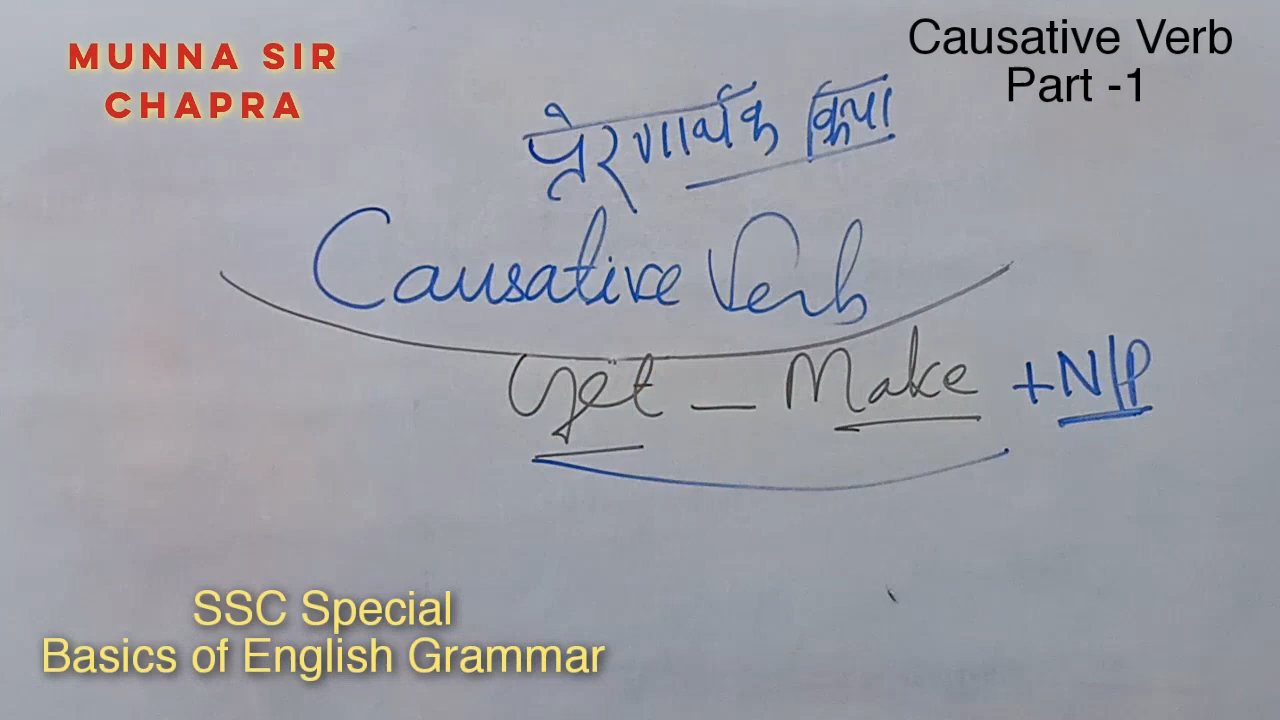 MUNNA SIR
CHAPRA
Causative Verb
Part -1
प्रेरणार्थक क्रिया
Causative Verb
Get — Make + N/P
SSC Special
Basics of English Grammar